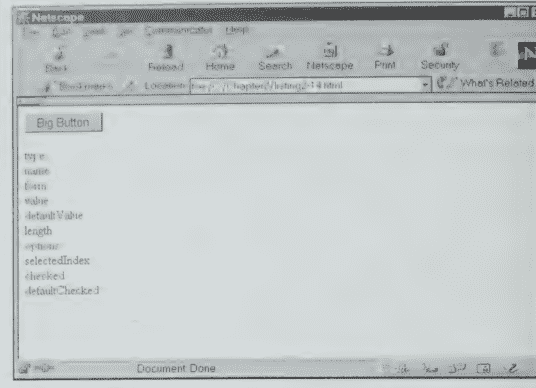 Netscape
Communicator Help
Back Reload Home Search Netscape Print Security
Bookmarks Location What's Related
Big Button
type
name
form
value
defaultValue
length
options
selectedIndex
checked
defaultChecked
Document Done